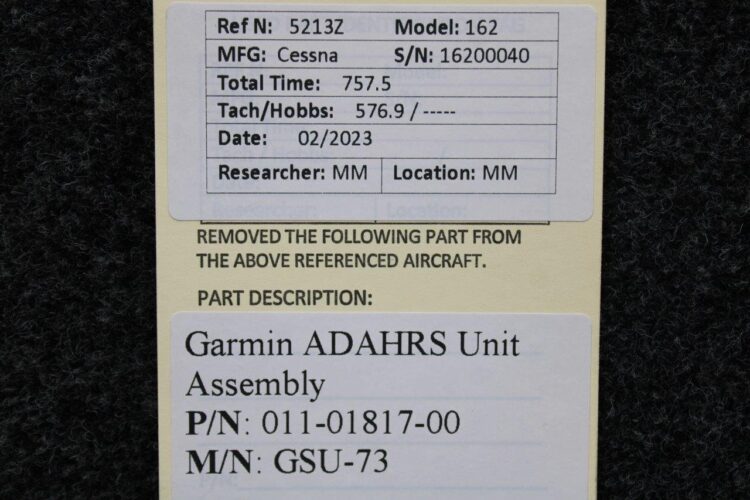 Ref N: 5213Z Model: 162
MFG: Cessna S/N: 16200040
Total Time: 757.5
Tach/Hobbs: 576.9 / -----
Date: 02/2023
Researcher: MM Location: MM
REMOVED THE FOLLOWING PART FROM
THE ABOVE REFERENCED AIRCRAFT.
PART DESCRIPTION:
Garmin ADAHRS Unit
Assembly
P/N: 011-01817-00
M/N: GSU-73